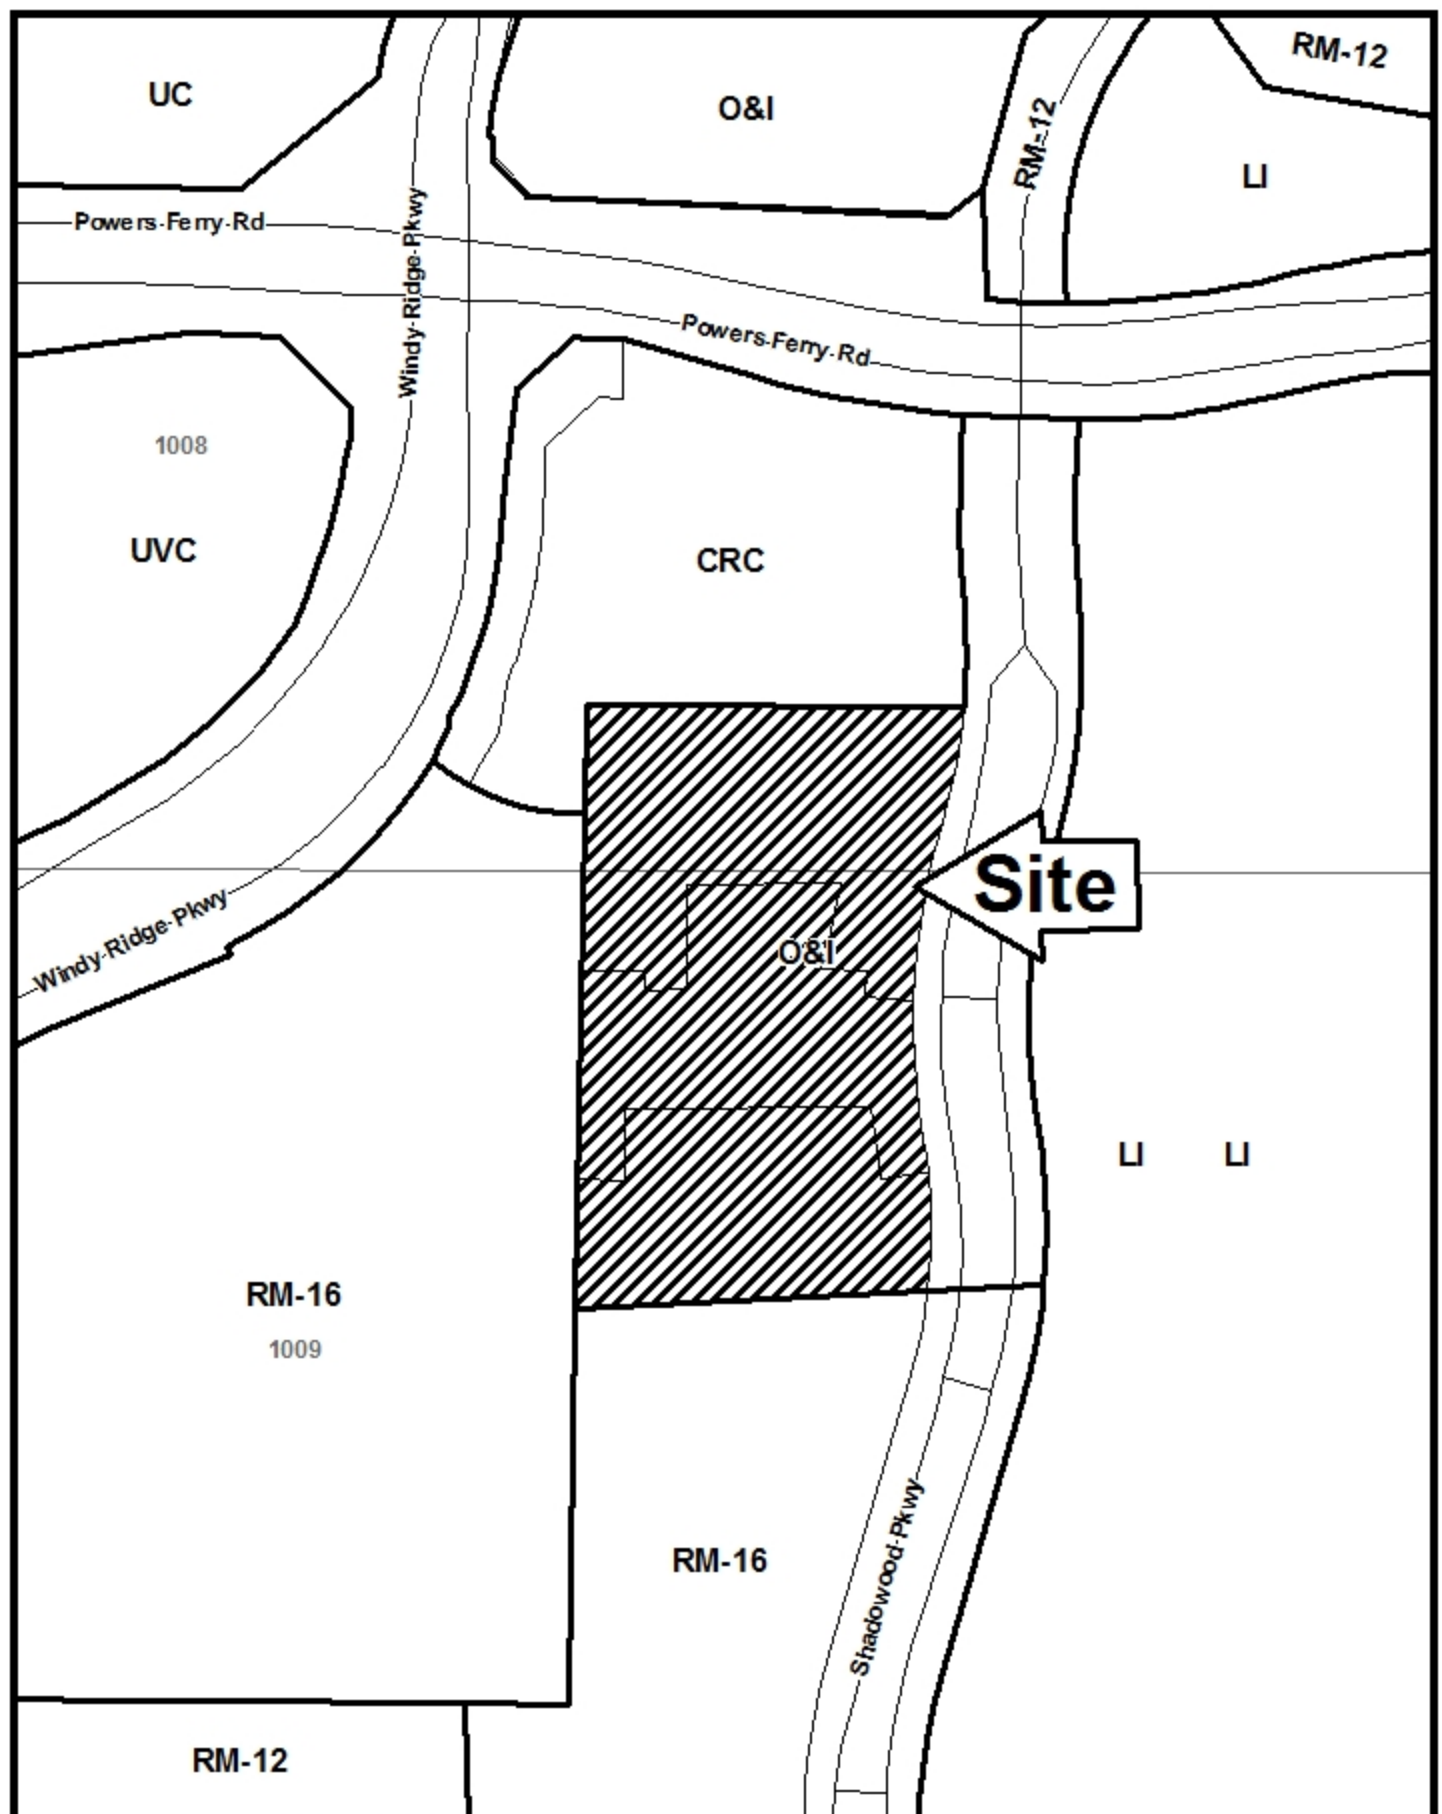 RM-12
UC
O&I
RM-12
LI
Powers Ferry Rd
Windy Ridge Pkwy
Powers Ferry Rd
1008
UVC
CRC
Site
Windy Ridge Pkwy
O&I
LI
LI
RM-16
1009
RM-16
Shadowood Pkwy
RM-12